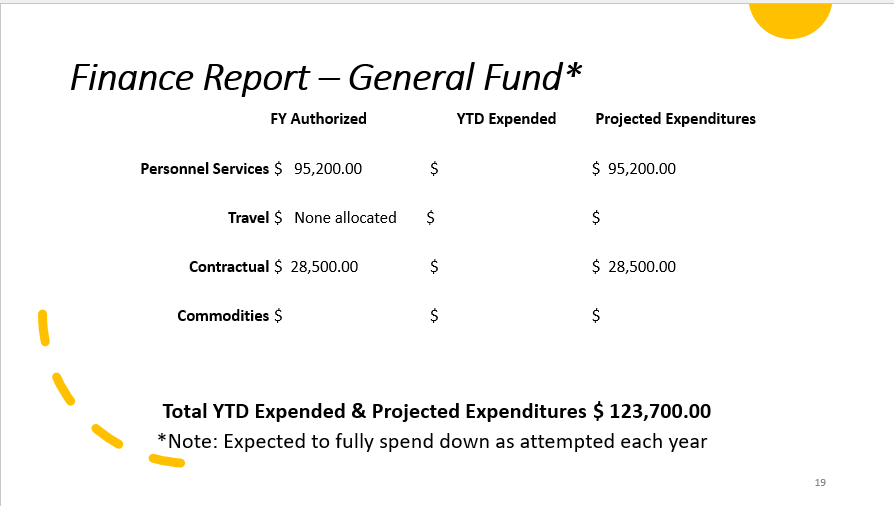 Finance Report – General Fund*
FY Authorized YTD Expended Projected Expenditures
Personnel Services $ 95,200.00 $ $ 95,200.00
Travel $ None allocated $ $
Contractual $ 28,500.00 $ $ 28,500.00
Commodities $ $ $
Total YTD Expended & Projected Expenditures $ 123,700.00
*Note: Expected to fully spend down as attempted each year
19